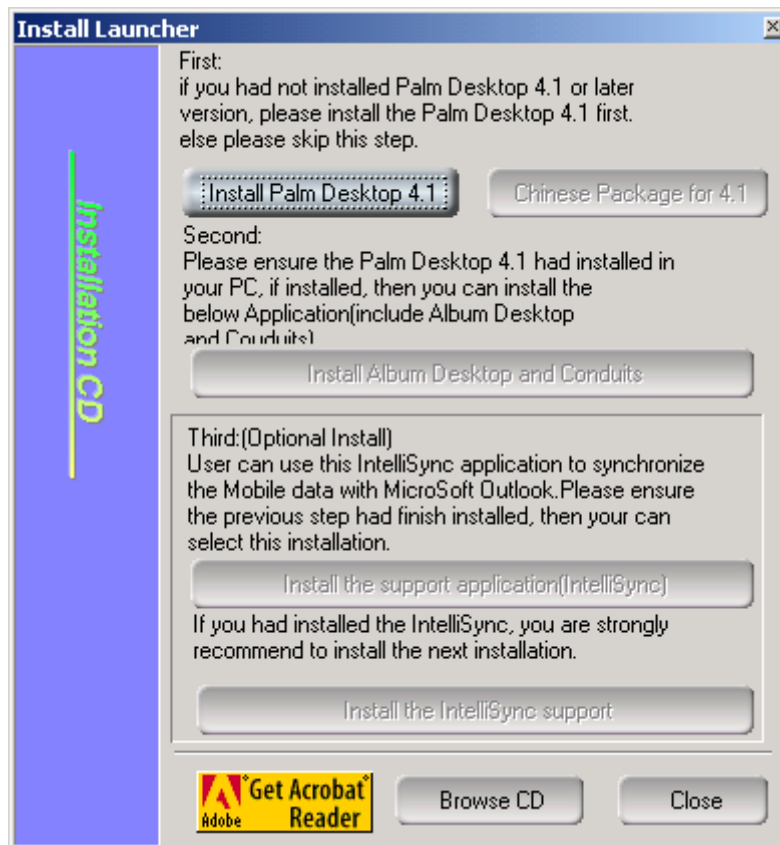 Install Launcher
First:
if you had not installed Palm Desktop 4.1 or later
version, please install the Palm Desktop 4.1 first.
else please skip this step.
Install Palm Desktop 4.1
Chinese Package for 4.1
Second:
Please ensure the Palm Desktop 4.1 had installed in
your PC, if installed, then you can install the
below Application(include Album Desktop
and Couduits)
Install Album Desktop and Conduits
Third:(Optional Install)
User can use this IntelliSync application to synchronize
the Mobile data with MicroSoft Outlook.Please ensure
the previous step had finish installed, then your can
select this installation.
Install the support application(IntelliSync)
If you had installed the IntelliSync, you are strongly
recommend to install the next installation.
Install the IntelliSync support
Installation CD
Adobe
Get Acrobat
Reader
Browse CD
Close